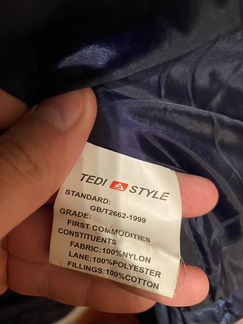 TEDI STYLE
STANDARD:
GB/T2662-1999
GRADE:
FIRST COMMODITIES
CONSTITUENTS
FABRIC:100%NYLON
LANE:100%POLYESTER
FILLINGS:100%COTTON